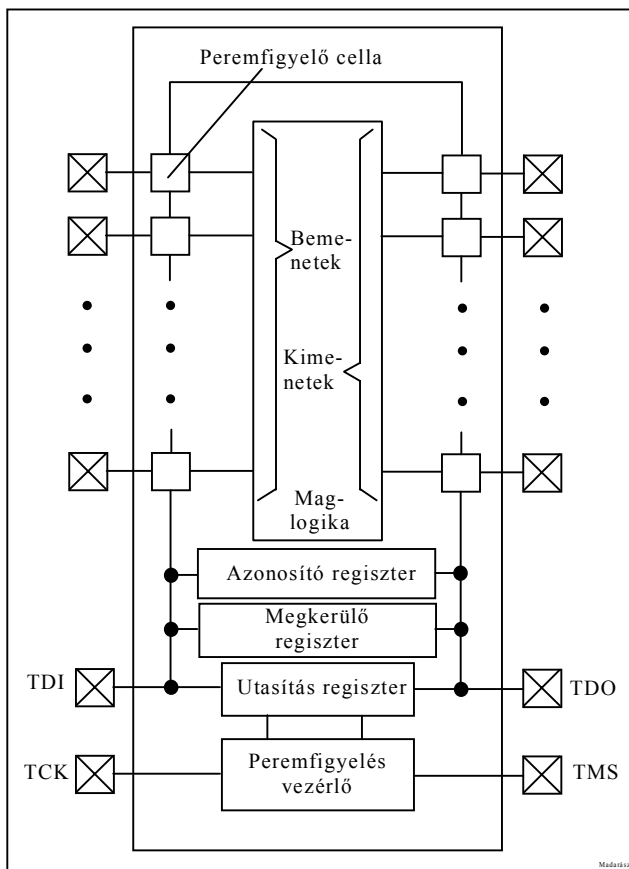 Peremfigyelő cella
Beme-
netek
Kime-
netek
Mag-
logika
Azonosító regiszter
Megkerülő
regiszter
TDI
Utasítás regiszter
TDO
TCK
Peremfigyelés
vezérlő
TMS
Madarász